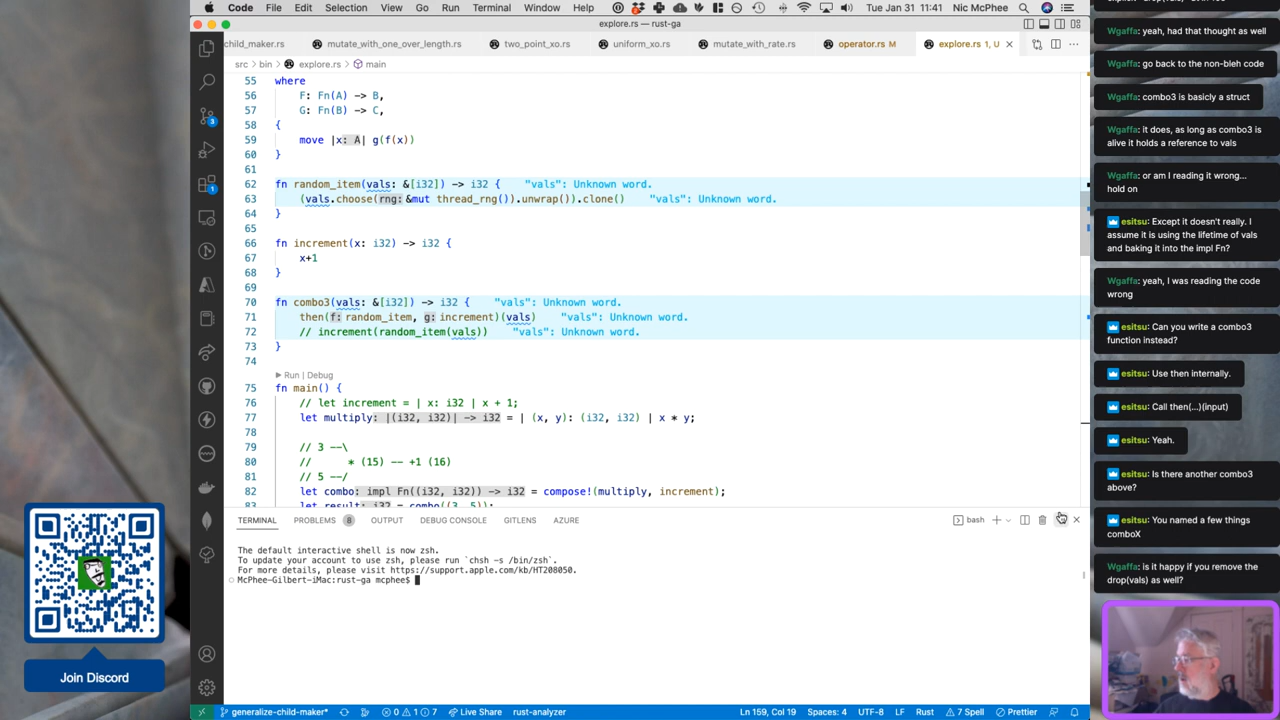 Code File Edit Selection View Go Run Terminal Window Help
Tue Jan 31 11:41 Nic McPhee
explore.rs — rust-ga
child_maker.rs mutate_with_one_over_length.rs two_point_xo.rs uniform_xo.rs mutate_with_rate.rs operator.rs M explore.rs 1, U
src > bin > explore.rs > main
55 where
56 F: Fn(A) -> B,
57 G: Fn(B) -> C,
58 {
59 move |x: A| g(f(x))
60 }
61
62 fn random_item(vals: &[i32]) -> i32 { "vals": Unknown word.
63 (vals.choose(rng: &mut thread_rng()).unwrap()).clone() "vals": Unknown word.
64 }
65
66 fn increment(x: i32) -> i32 {
67 x+1
68 }
69
70 fn combo3(vals: &[i32]) -> i32 { "vals": Unknown word.
71 then(f: random_item, g: increment)(vals) "vals": Unknown word.
72 // increment(random_item(vals)) "vals": Unknown word.
73 }
74
Run | Debug
75 fn main() {
76 // let increment = | x: i32 | x + 1;
77 let multiply: |(i32, i32)| -> i32 = | (x, y): (i32, i32) | x * y;
78
79 // 3 --\
80 // * (15) -- +1 (16)
81 // 5 --/
82 let combo: impl Fn((i32, i32)) -> i32 = compose!(multiply, increment);
83 let result: i32 = combo((3, 5));
TERMINAL PROBLEMS 8 OUTPUT DEBUG CONSOLE GITLENS AZURE
bash
The default interactive shell is now zsh.
To update your account to use zsh, please run `chsh -s /bin/zsh`.
For more details, please visit https://support.apple.com/kb/HT208050.
McPhee-Gilbert-iMac:rust-ga mcphee$
generalize-child-maker* 0 1 7 Live Share rust-analyzer
Ln 159, Col 19 Spaces: 4 UTF-8 LF Rust 7 Spell Prettier
3
1
Join Discord
Wgaffa: yeah, had that thought as well
Wgaffa: go back to the non-bleh code
Wgaffa: combo3 is basicly a struct
Wgaffa: it does, as long as combo3 is
alive it holds a reference to vals
Wgaffa: or am I reading it wrong...
hold on
esitsu: Except it doesn't really. I
assume it is using the lifetime of vals
and baking it into the impl Fn?
Wgaffa: yeah, I was reading the code
wrong
esitsu: Can you write a combo3
function instead?
esitsu: Use then internally.
esitsu: Call then(...)(input)
esitsu: Yeah.
esitsu: Is there another combo3
above?
esitsu: You named a few things
comboX
Wgaffa: is it happy if you remove the
drop(vals) as well?